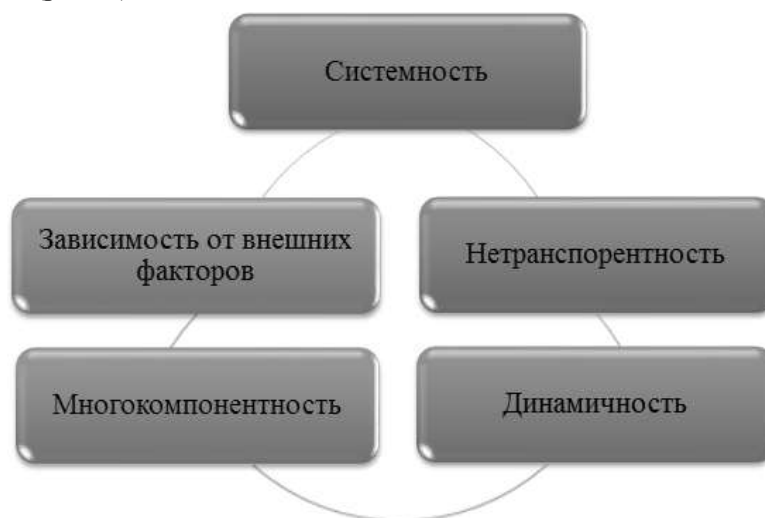 Системность
Зависимость от внешних
факторов
Нетранспорентность
Многокомпонентность
Динамичность